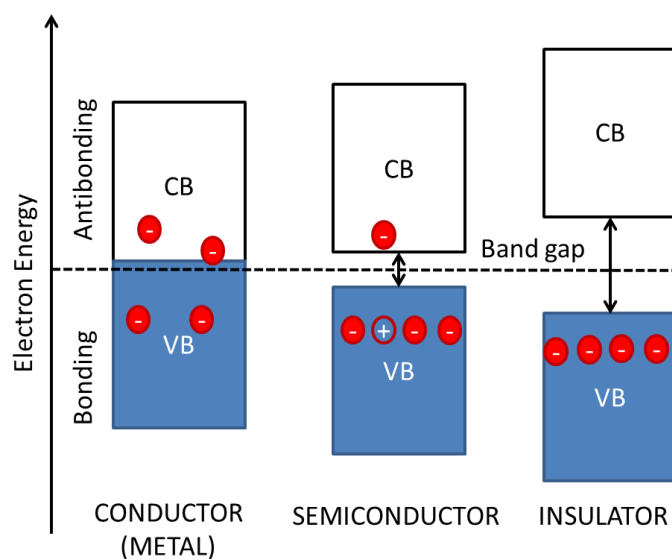 Electron Energy
Antibonding
Bonding
CB
-
-
-
-
VB
CONDUCTOR
(METAL)
CB
-
Band gap
-
+
-
-
VB
SEMICONDUCTOR
CB
-
-
-
-
VB
INSULATOR